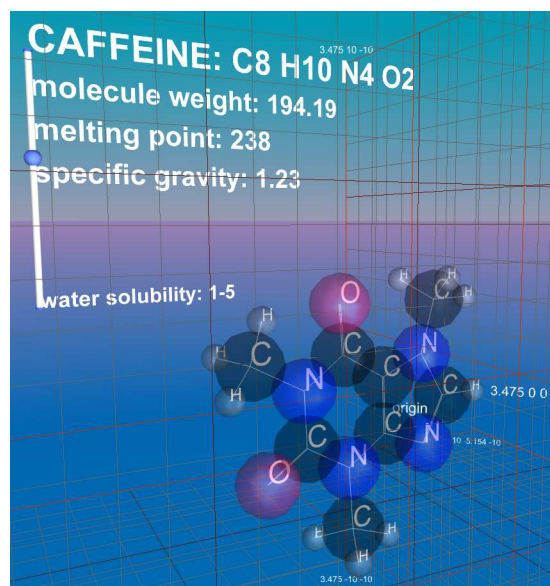 CAFFEINE: C8 H10 N4 O2
3.475 10 -10
molecule weight: 194.19
melting point: 238
specific gravity: 1.23
water solubility: 1-5
H H
C H
O
H
C N
H
C
C
H
N
C H
3.475 0 0
origin
C
C
N
10 -5.154 -10
O
N
C
H H
H
3.475 -10 -10